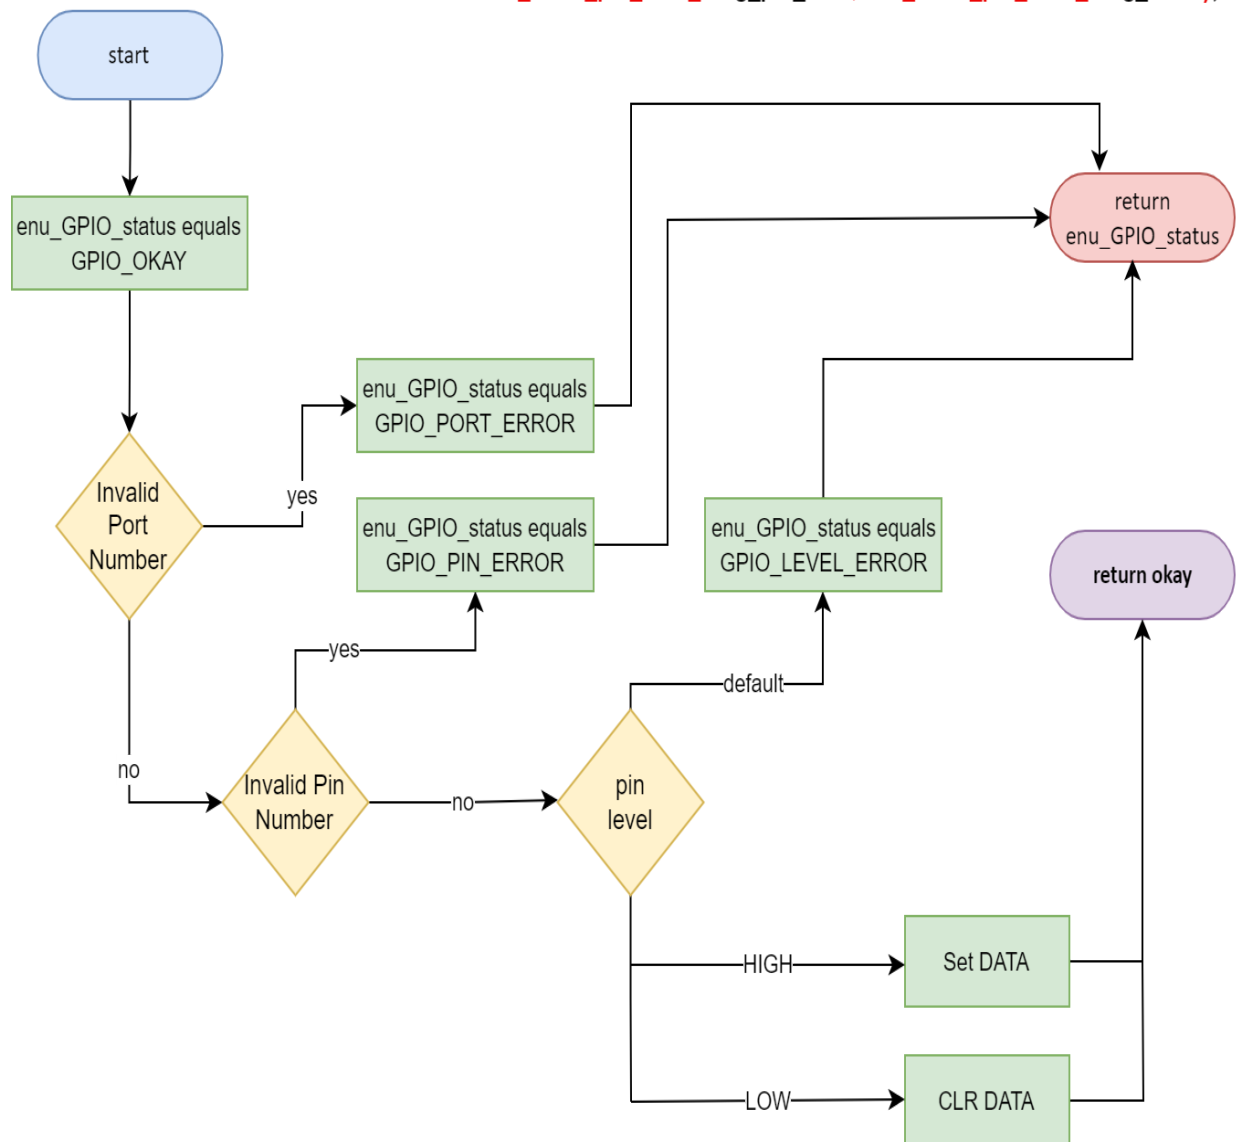 start
enu_GPIO_status equals
GPIO_OKAY
return
enu_GPIO_status
enu_GPIO_status equals
GPIO_PORT_ERROR
Invalid
Port
Number
yes
enu_GPIO_status equals
GPIO_PIN_ERROR
enu_GPIO_status equals
GPIO_LEVEL_ERROR
return okay
yes
default
no
Invalid Pin
Number
no
pin
level
HIGH
Set DATA
LOW
CLR DATA